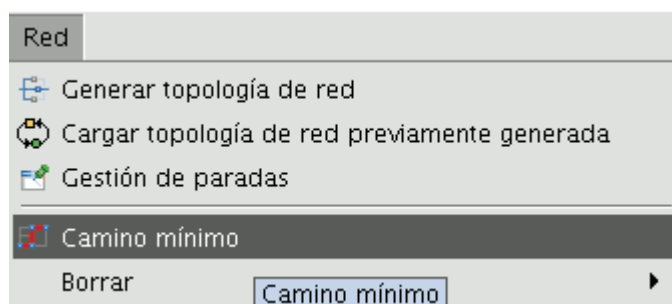 Red
Generar topología de red
Cargar topología de red previamente generada
Gestión de paradas
Camino mínimo
Borrar
Camino mínimo